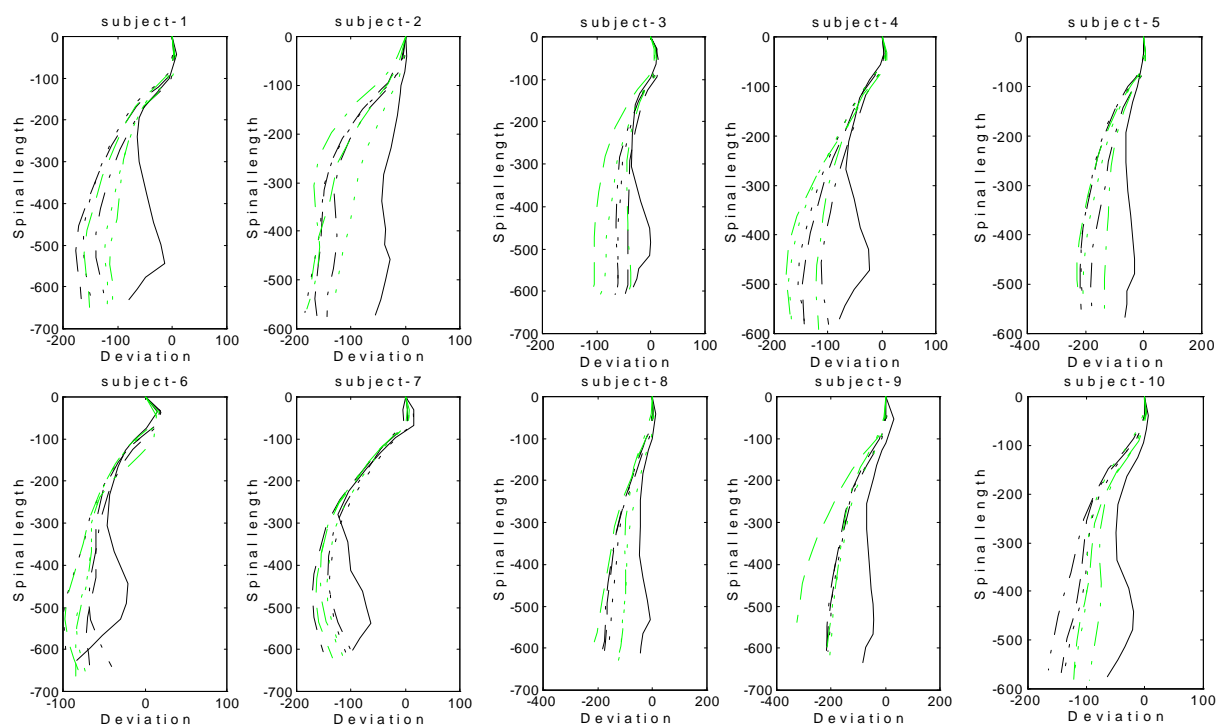 subject-1 subject-2 subject-3 subject-4 subject-5
0 0 0 0 0
-100 -100 -100 -100 -100
-200 -200 -200 -200 -200
-300 -300 -300 -300 -300
-400 -400 -400 -400 -400
-500 -500 -500 -500 -500
-600 -600 -600 -600 -600
-700 -700
Spinal length Spinal length Spinal length Spinal length Spinal length
-200 -100 0 100 -200 -100 0 100 -200 -100 0 100 -200 -100 0 100 -400 -200 0 200
Deviation Deviation Deviation Deviation Deviation
subject-6 subject-7 subject-8 subject-9 subject-10
0 0 0 0 0
-100 -100 -100 -100 -100
-200 -200 -200 -200 -200
-300 -300 -300 -300 -300
-400 -400 -400 -400 -400
-500 -500 -500 -500 -500
-600 -600 -600 -600 -600
-700 -700 -700 -700
Spinal length Spinal length Spinal length Spinal length Spinal length
-100 0 100 -200 -100 0 100 -400 -200 0 200 -400 -200 0 200 -200 -100 0 100
Deviation Deviation Deviation Deviation Deviation